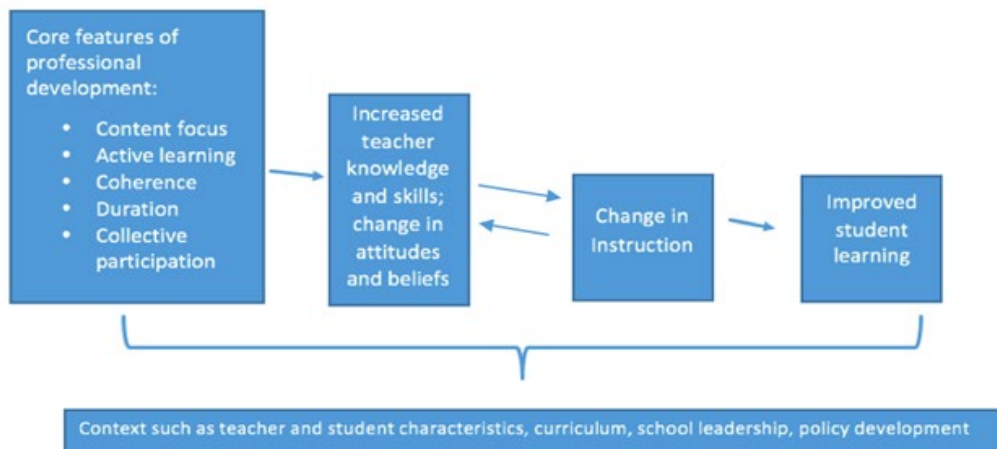 Core features of
professional
development:
• Content focus
• Active learning
• Coherence
• Duration
• Collective
participation
Increased
teacher
knowledge
and skills;
change in
attitudes
and beliefs
Change in
Instruction
Improved
student
learning
Context such as teacher and student characteristics, curriculum, school leadership, policy development